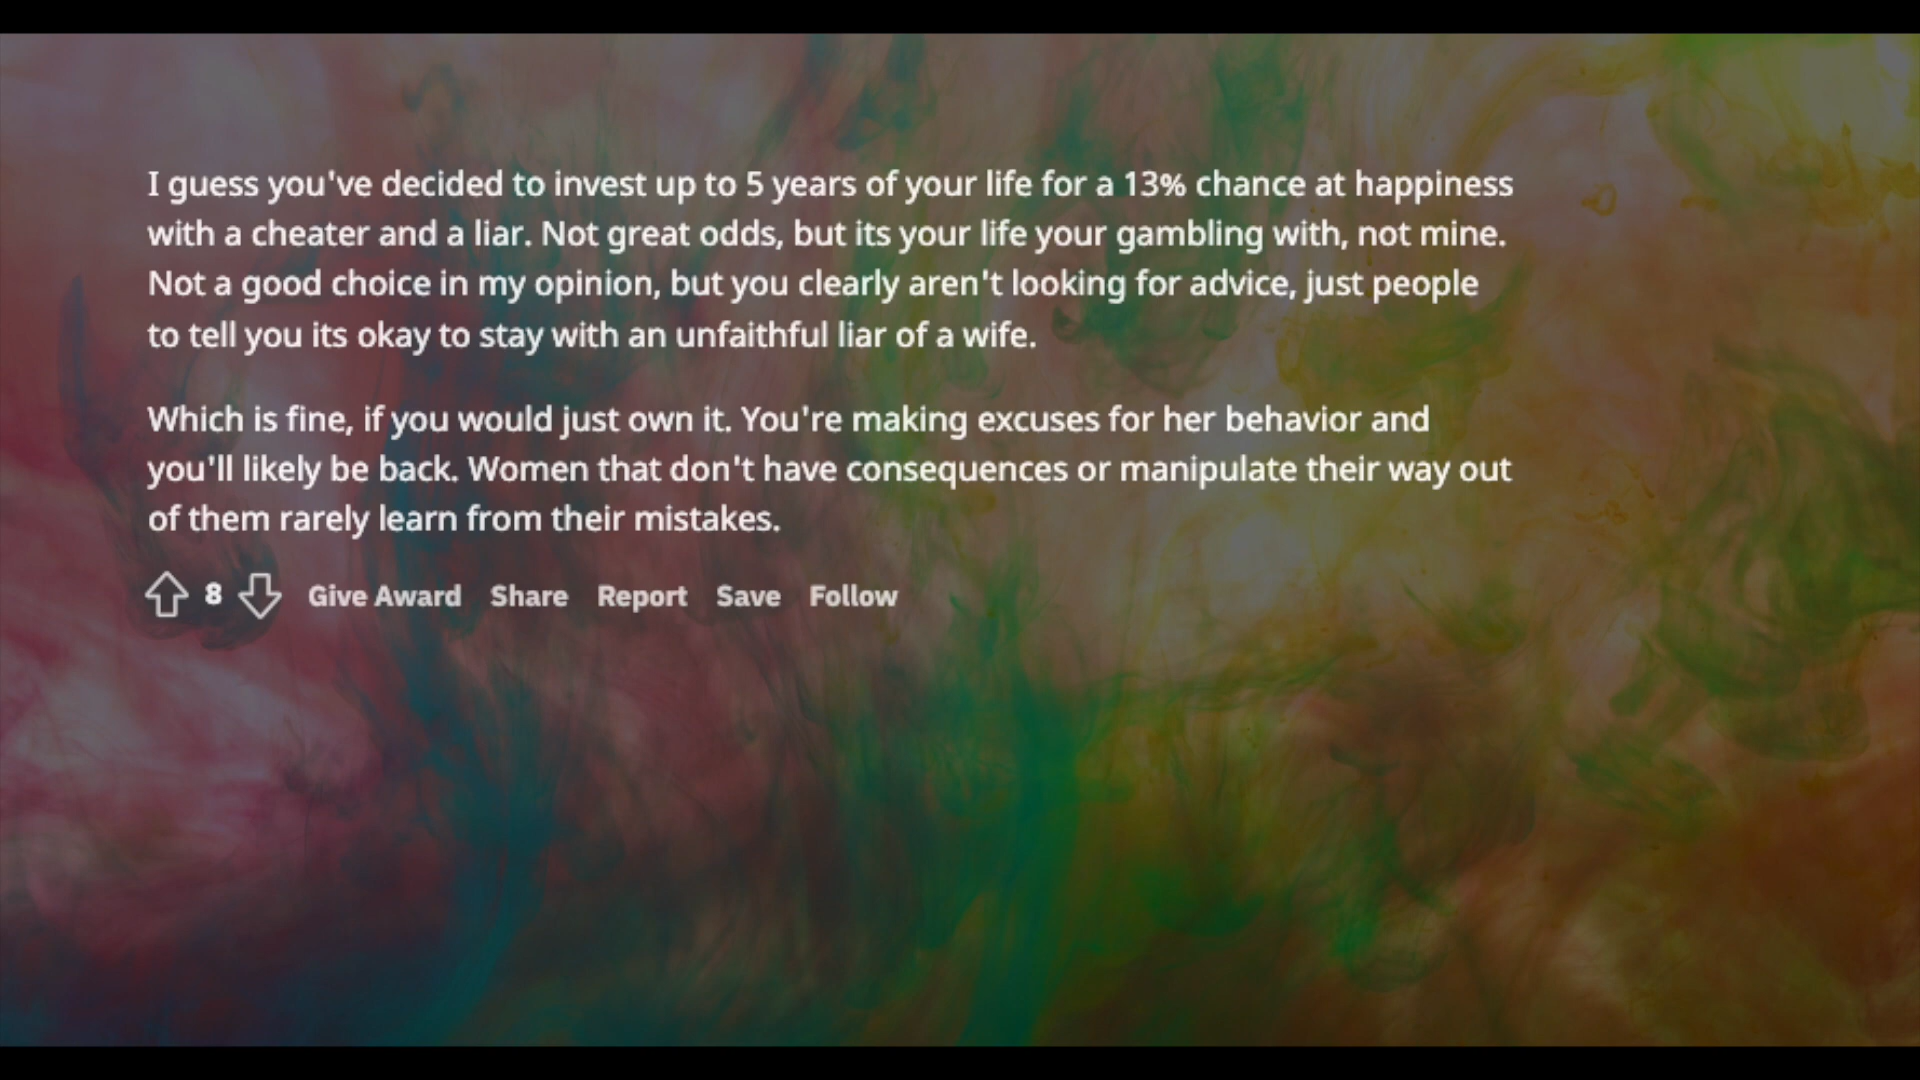 I guess you've decided to invest up to 5 years of your life for a 13% chance at happiness
with a cheater and a liar. Not great odds, but its your life your gambling with, not mine.
Not a good choice in my opinion, but you clearly aren't looking for advice, just people
to tell you its okay to stay with an unfaithful liar of a wife.
Which is fine, if you would just own it. You're making excuses for her behavior and
you'll likely be back. Women that don't have consequences or manipulate their way out
of them rarely learn from their mistakes.
8 Give Award Share Report Save Follow